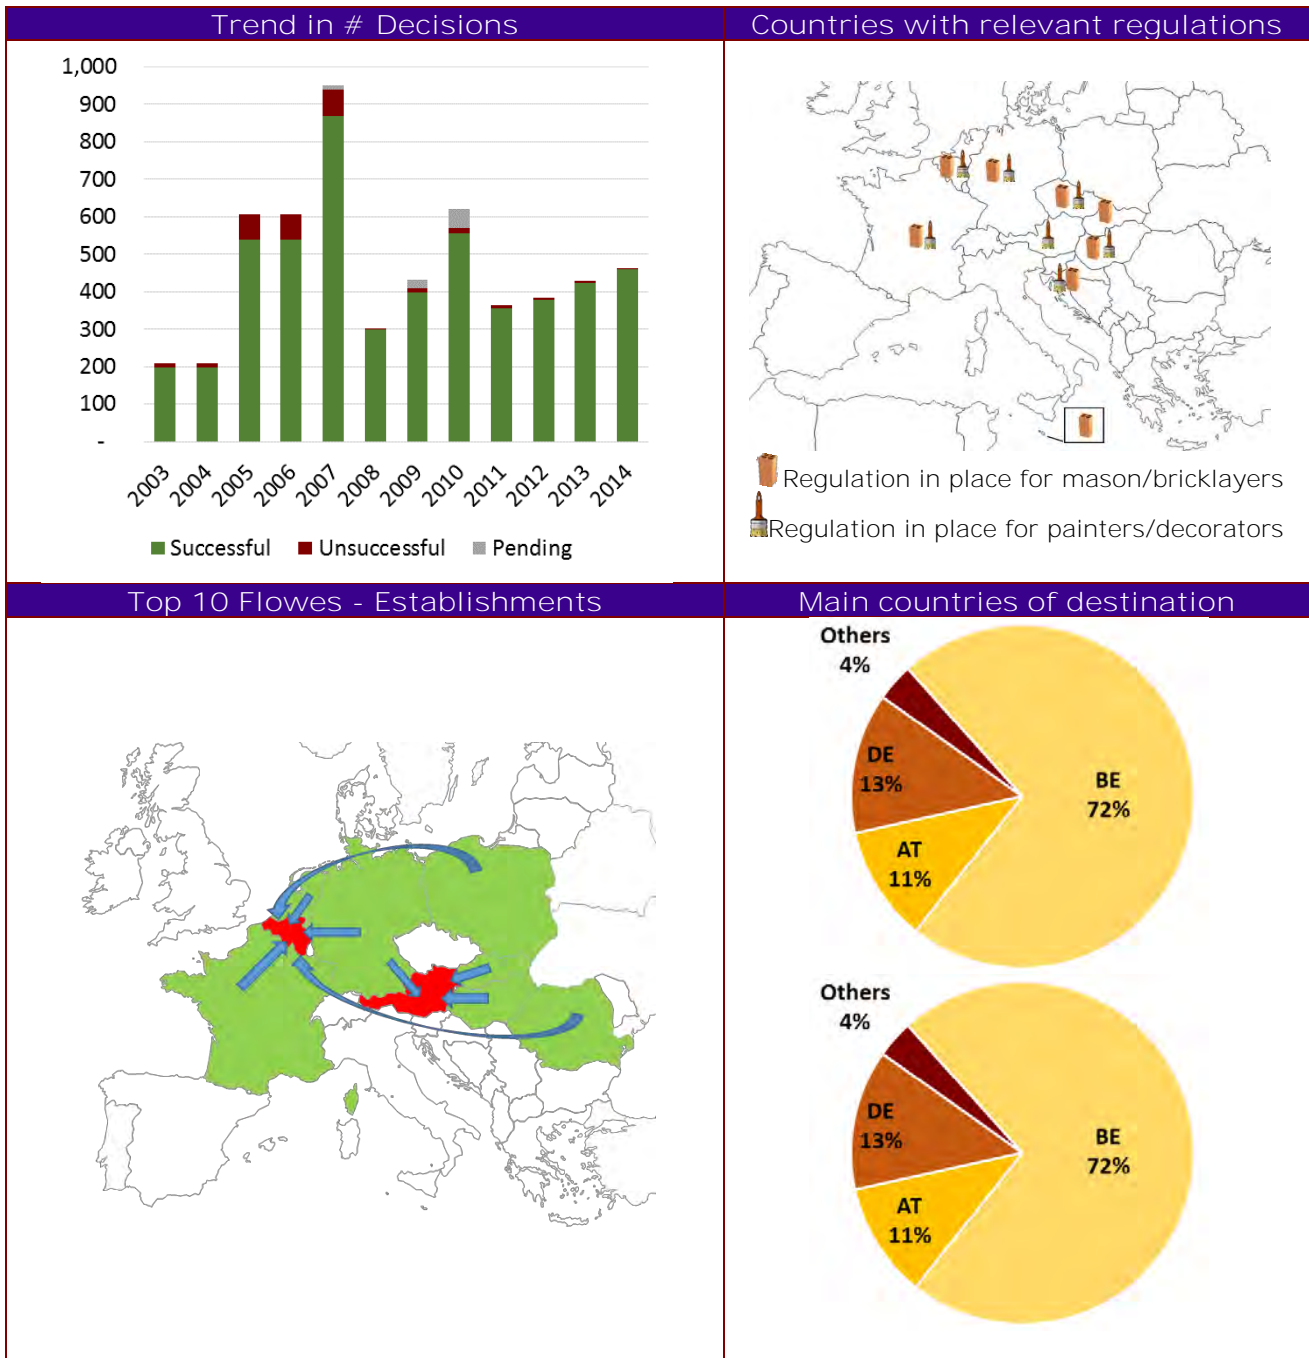 Trend in # Decisions
1,000
900
800
700
600
500
400
300
200
100
-
2003
2004
2005
2006
2007
2008
2009
2010
2011
2012
2013
2014
Successful
Unsuccessful
Pending
Countries with relevant regulations
Regulation in place for mason/bricklayers
Regulation in place for painters/decorators
Top 10 Flowes - Establishments
Main countries of destination
Others
4%
DE
13%
BE
72%
AT
11%
Others
4%
DE
13%
BE
72%
AT
11%